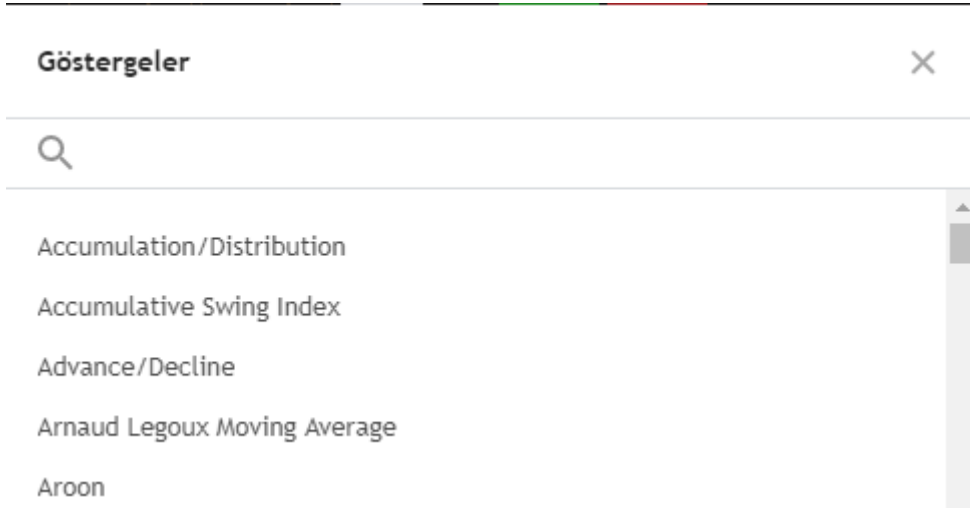 Göstergeler
Accumulation/Distribution
Accumulative Swing Index
Advance/Decline
Arnaud Legoux Moving Average
Aroon